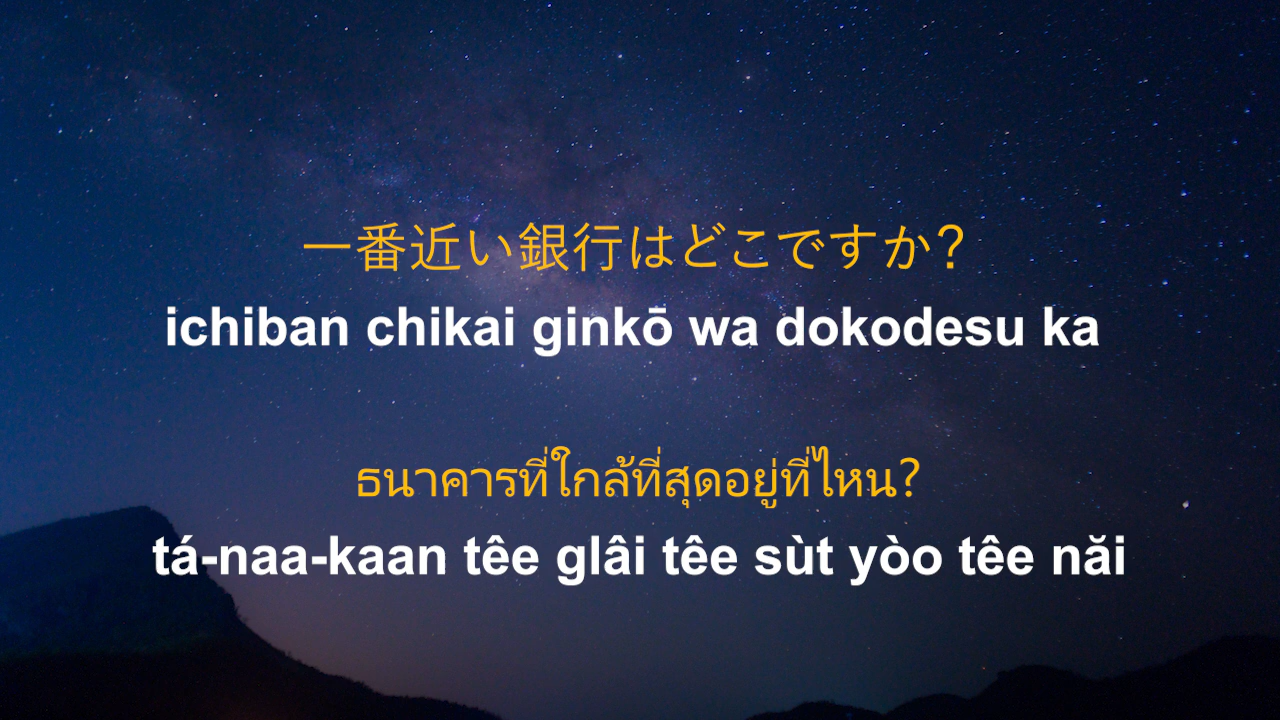 一番近い銀行はどこですか?
ichiban chikai ginkō wa dokodesu ka
ธนาคารที่ใกล้ที่สุดอยู่ที่ไหน?
tá-naa-kaan têe glâi têe sùt yòo têe năi